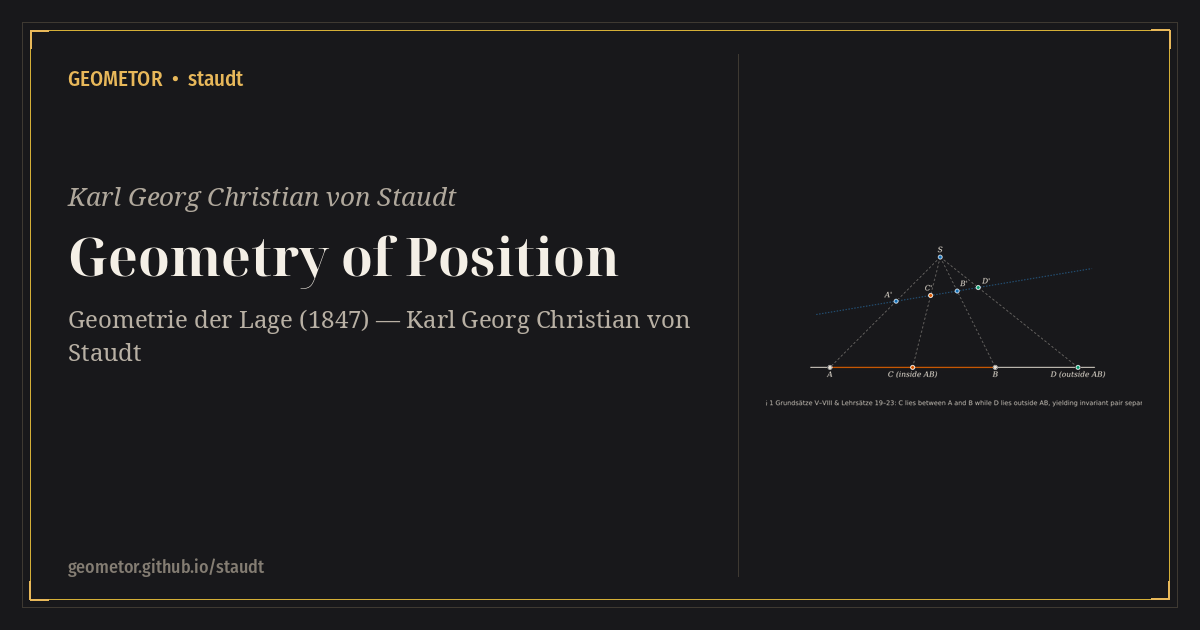 GEOMETOR • staudt
Karl Georg Christian von Staudt
Geometry of Position
Geometrie der Lage (1847) — Karl Georg Christian von
Staudt
S
A'
C'
B'
D'
A
C (inside AB)
B
D (outside AB)
1 Grundsätze V–VIII & Lehrsätze 19–23: C lies between A and B while D lies outside AB, yielding invariant pair
geometor.github.io/staudt